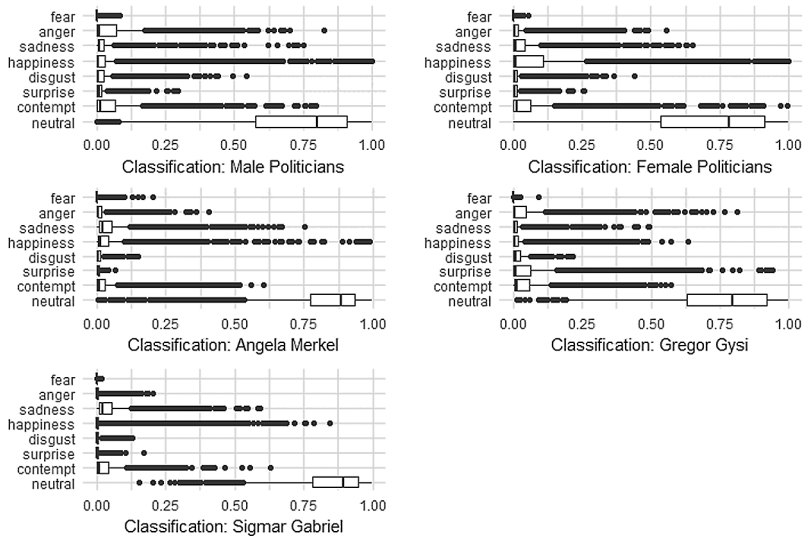 fear
anger
sadness
happiness
disgust
surprise
contempt
neutral
0.00 0.25 0.50 0.75 1.00
Classification: Male Politicians
fear
anger
sadness
happiness
disgust
surprise
contempt
neutral
0.00 0.25 0.50 0.75 1.00
Classification: Female Politicians
fear
anger
sadness
happiness
disgust
surprise
contempt
neutral
0.00 0.25 0.50 0.75 1.00
Classification: Angela Merkel
fear
anger
sadness
happiness
disgust
surprise
contempt
neutral
0.00 0.25 0.50 0.75 1.00
Classification: Gregor Gysi
fear
anger
sadness
happiness
disgust
surprise
contempt
neutral
0.00 0.25 0.50 0.75 1.00
Classification: Sigmar Gabriel